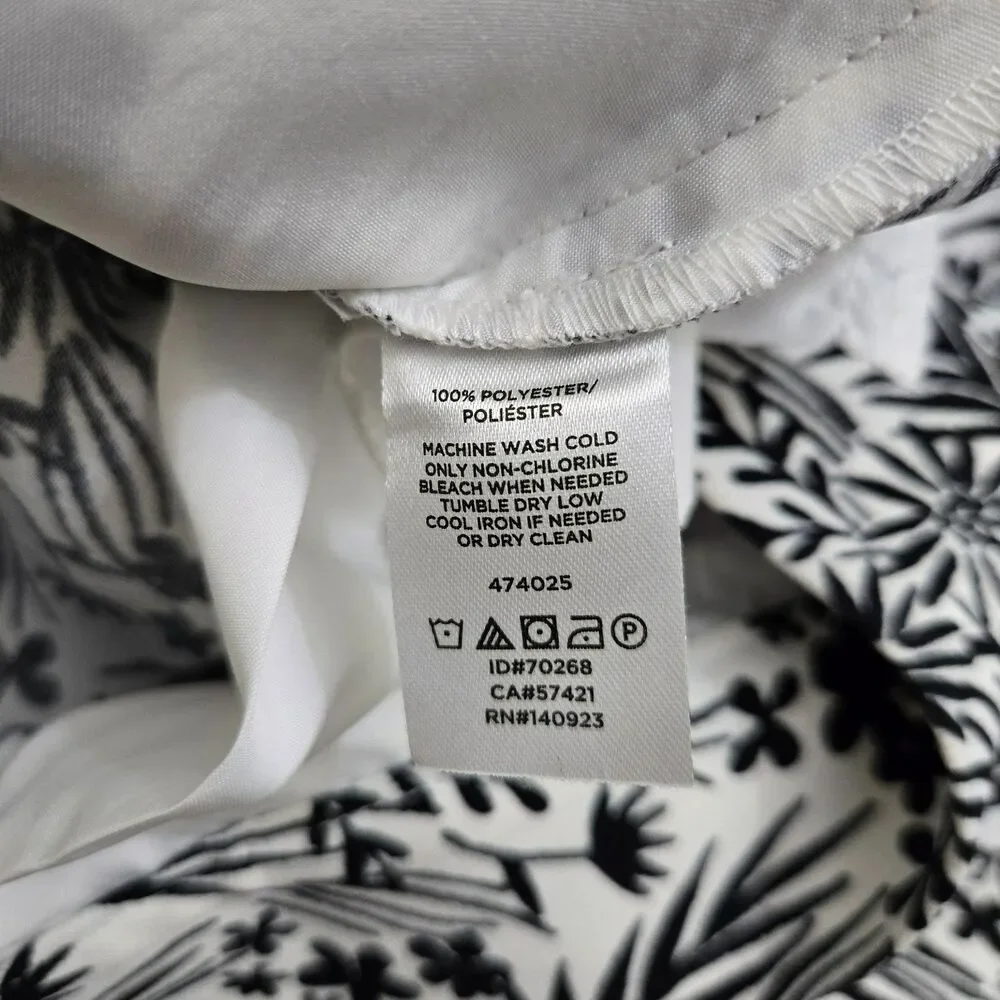 100% POLYESTER/
POLIÉSTER
MACHINE WASH COLD
ONLY NON-CHLORINE
BLEACH WHEN NEEDED
TUMBLE DRY LOW
COOL IRON IF NEEDED
OR DRY CLEAN
474025
P
ID#70268
CA#57421
RN#140923